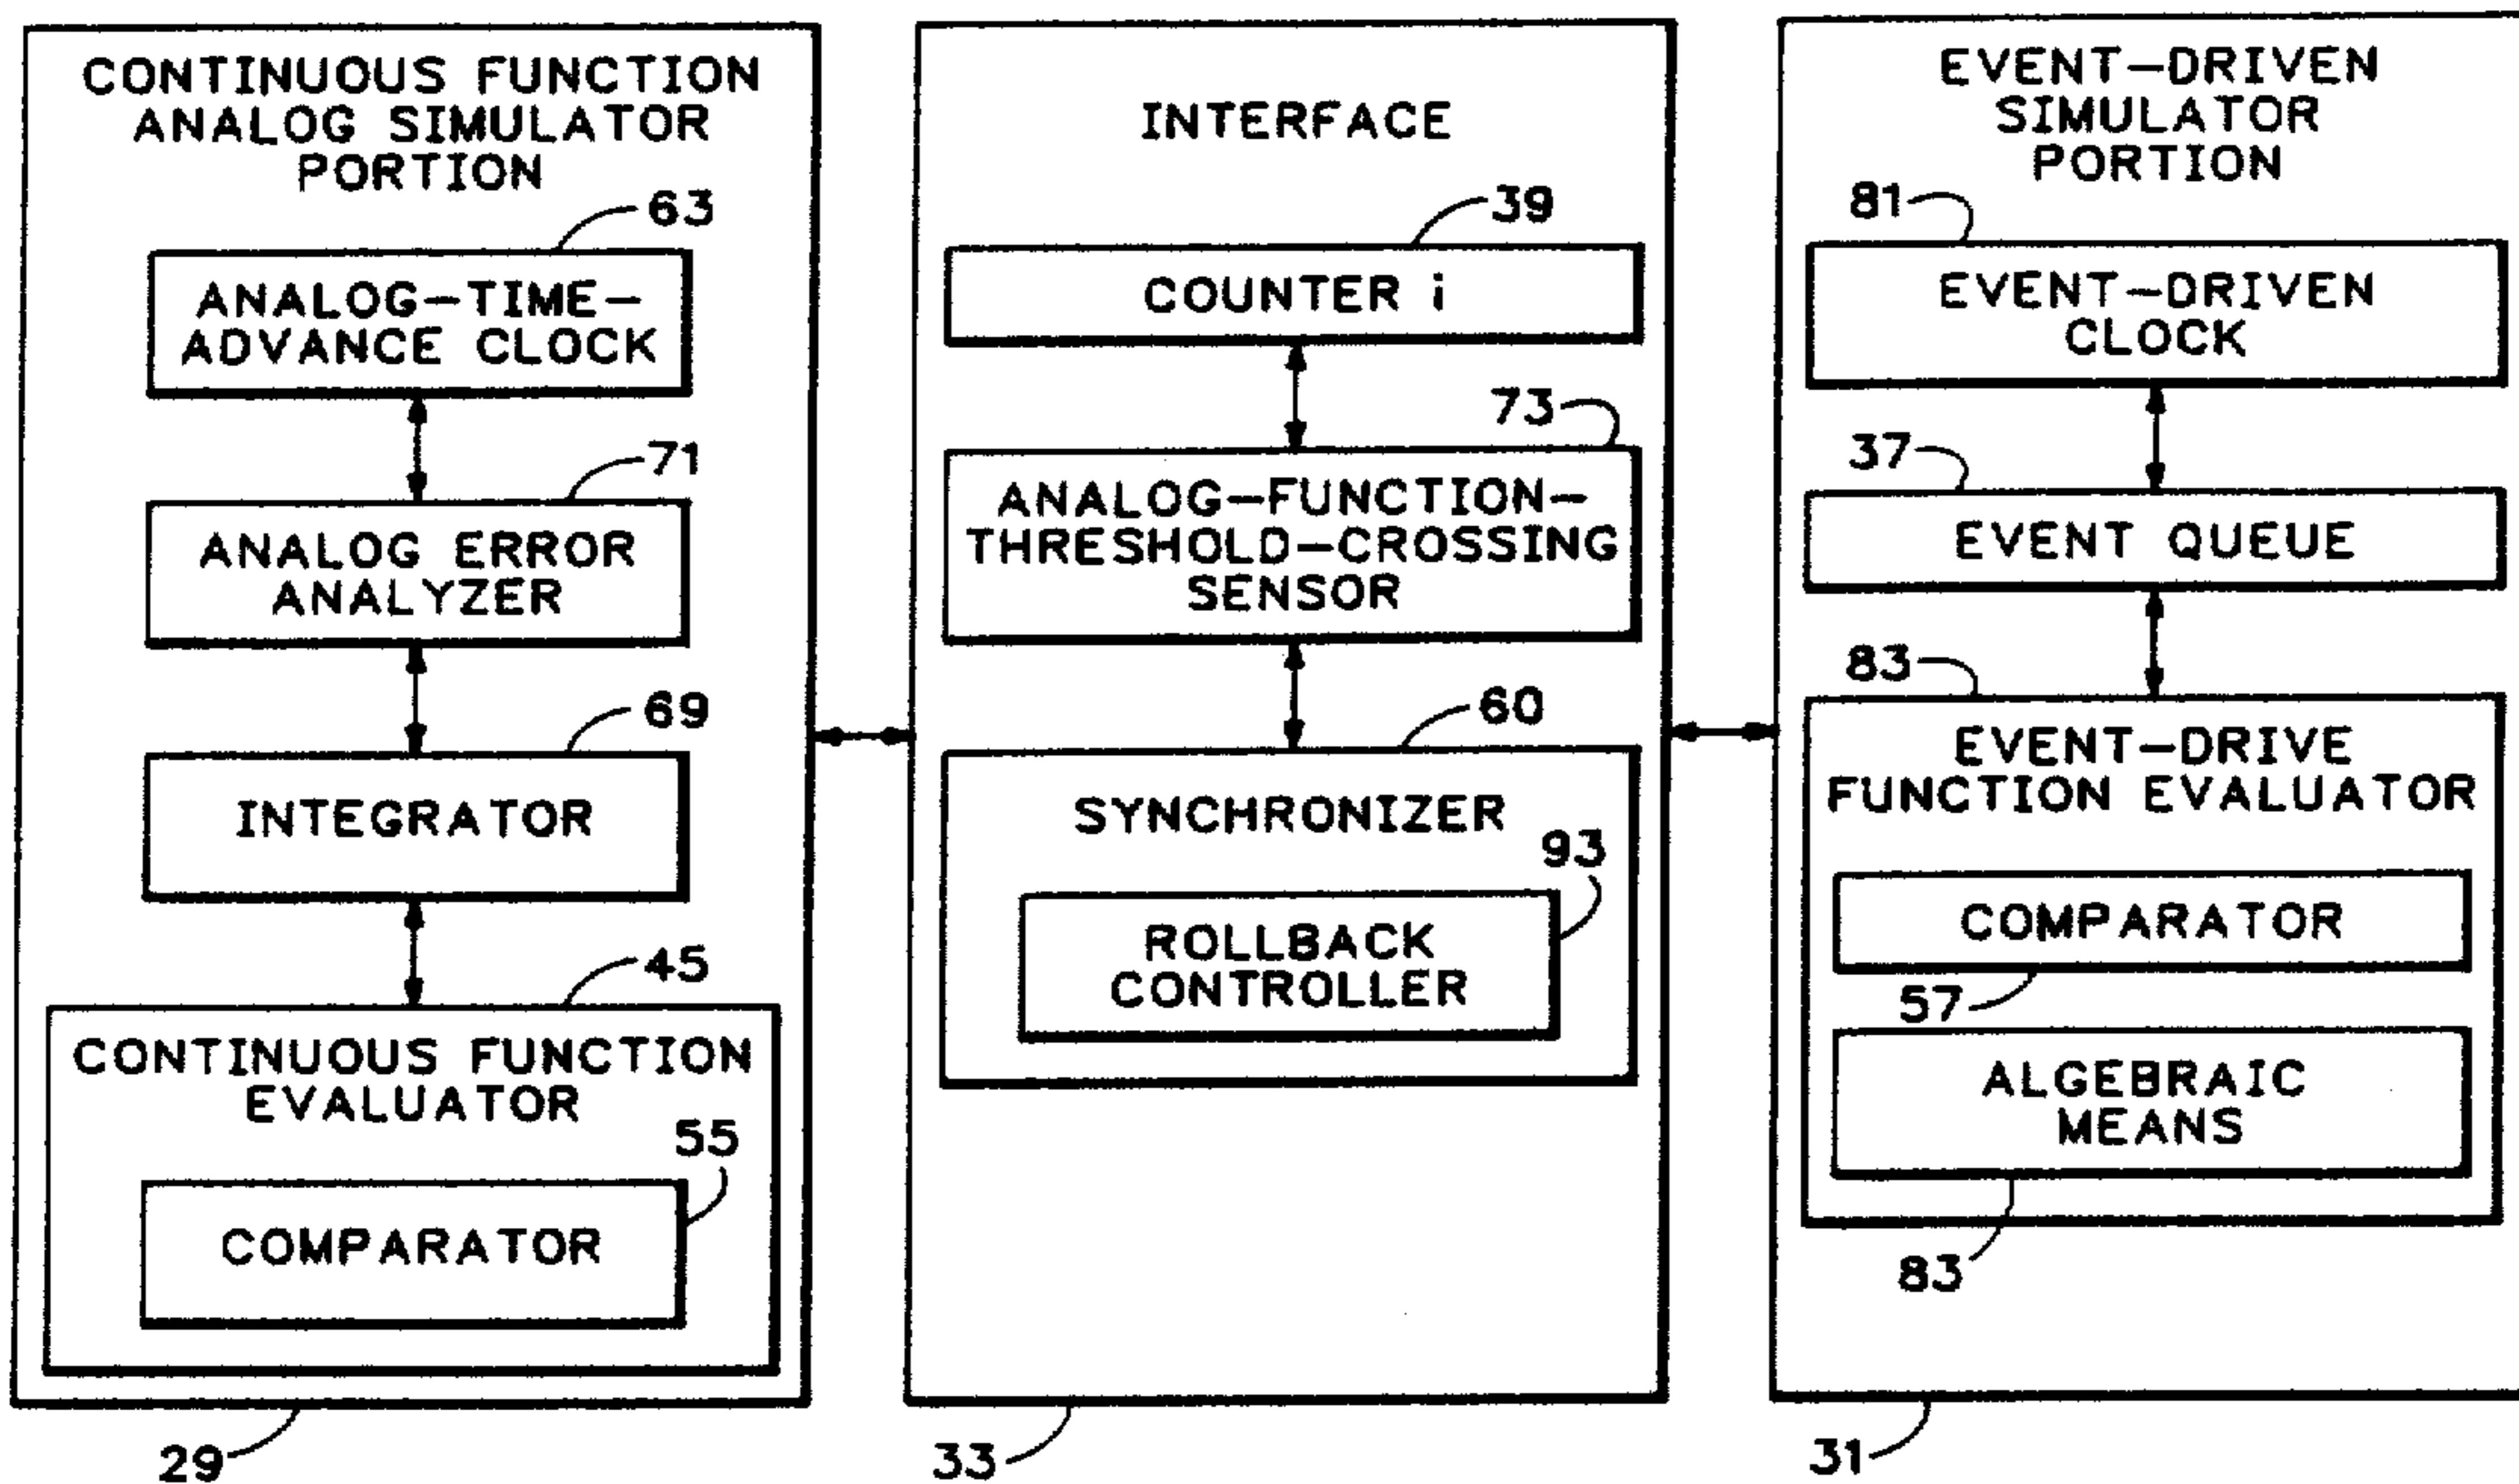 CONTINUOUS FUNCTION
ANALOG SIMULATOR
PORTION
63
ANALOG-TIME-
ADVANCE CLOCK
71
ANALOG ERROR
ANALYZER
69
INTEGRATOR
45
CONTINUOUS FUNCTION
EVALUATOR
55
COMPARATOR
29
INTERFACE
39
COUNTER i
73
ANALOG-FUNCTION-
THRESHOLD-CROSSING
SENSOR
60
SYNCHRONIZER
93
ROLLBACK
CONTROLLER
33
EVENT-DRIVEN
SIMULATOR
PORTION
81
EVENT-DRIVEN
CLOCK
37
EVENT QUEUE
83
EVENT-DRIVE
FUNCTION EVALUATOR
COMPARATOR
57
ALGEBRAIC
MEANS
83
31